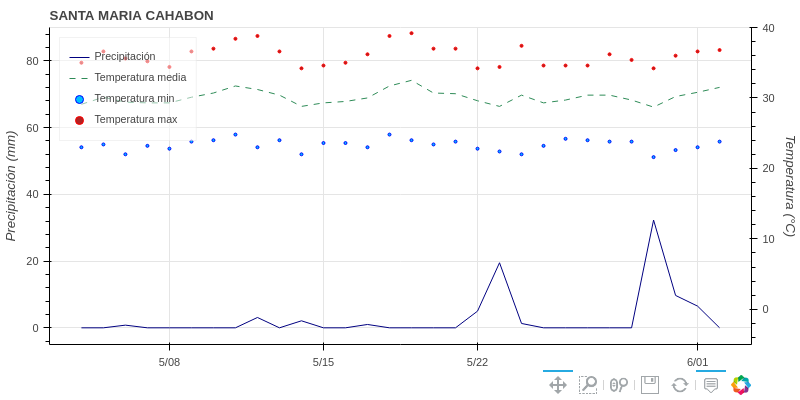 SANTA MARIA CAHABON
Precipitación
Temperatura media
Temperatura min
Temperatura max
Precipitación (mm)
80
60
40
20
0
Temperatura (°C)
40
30
20
10
0
5/08
5/15
5/22
6/01